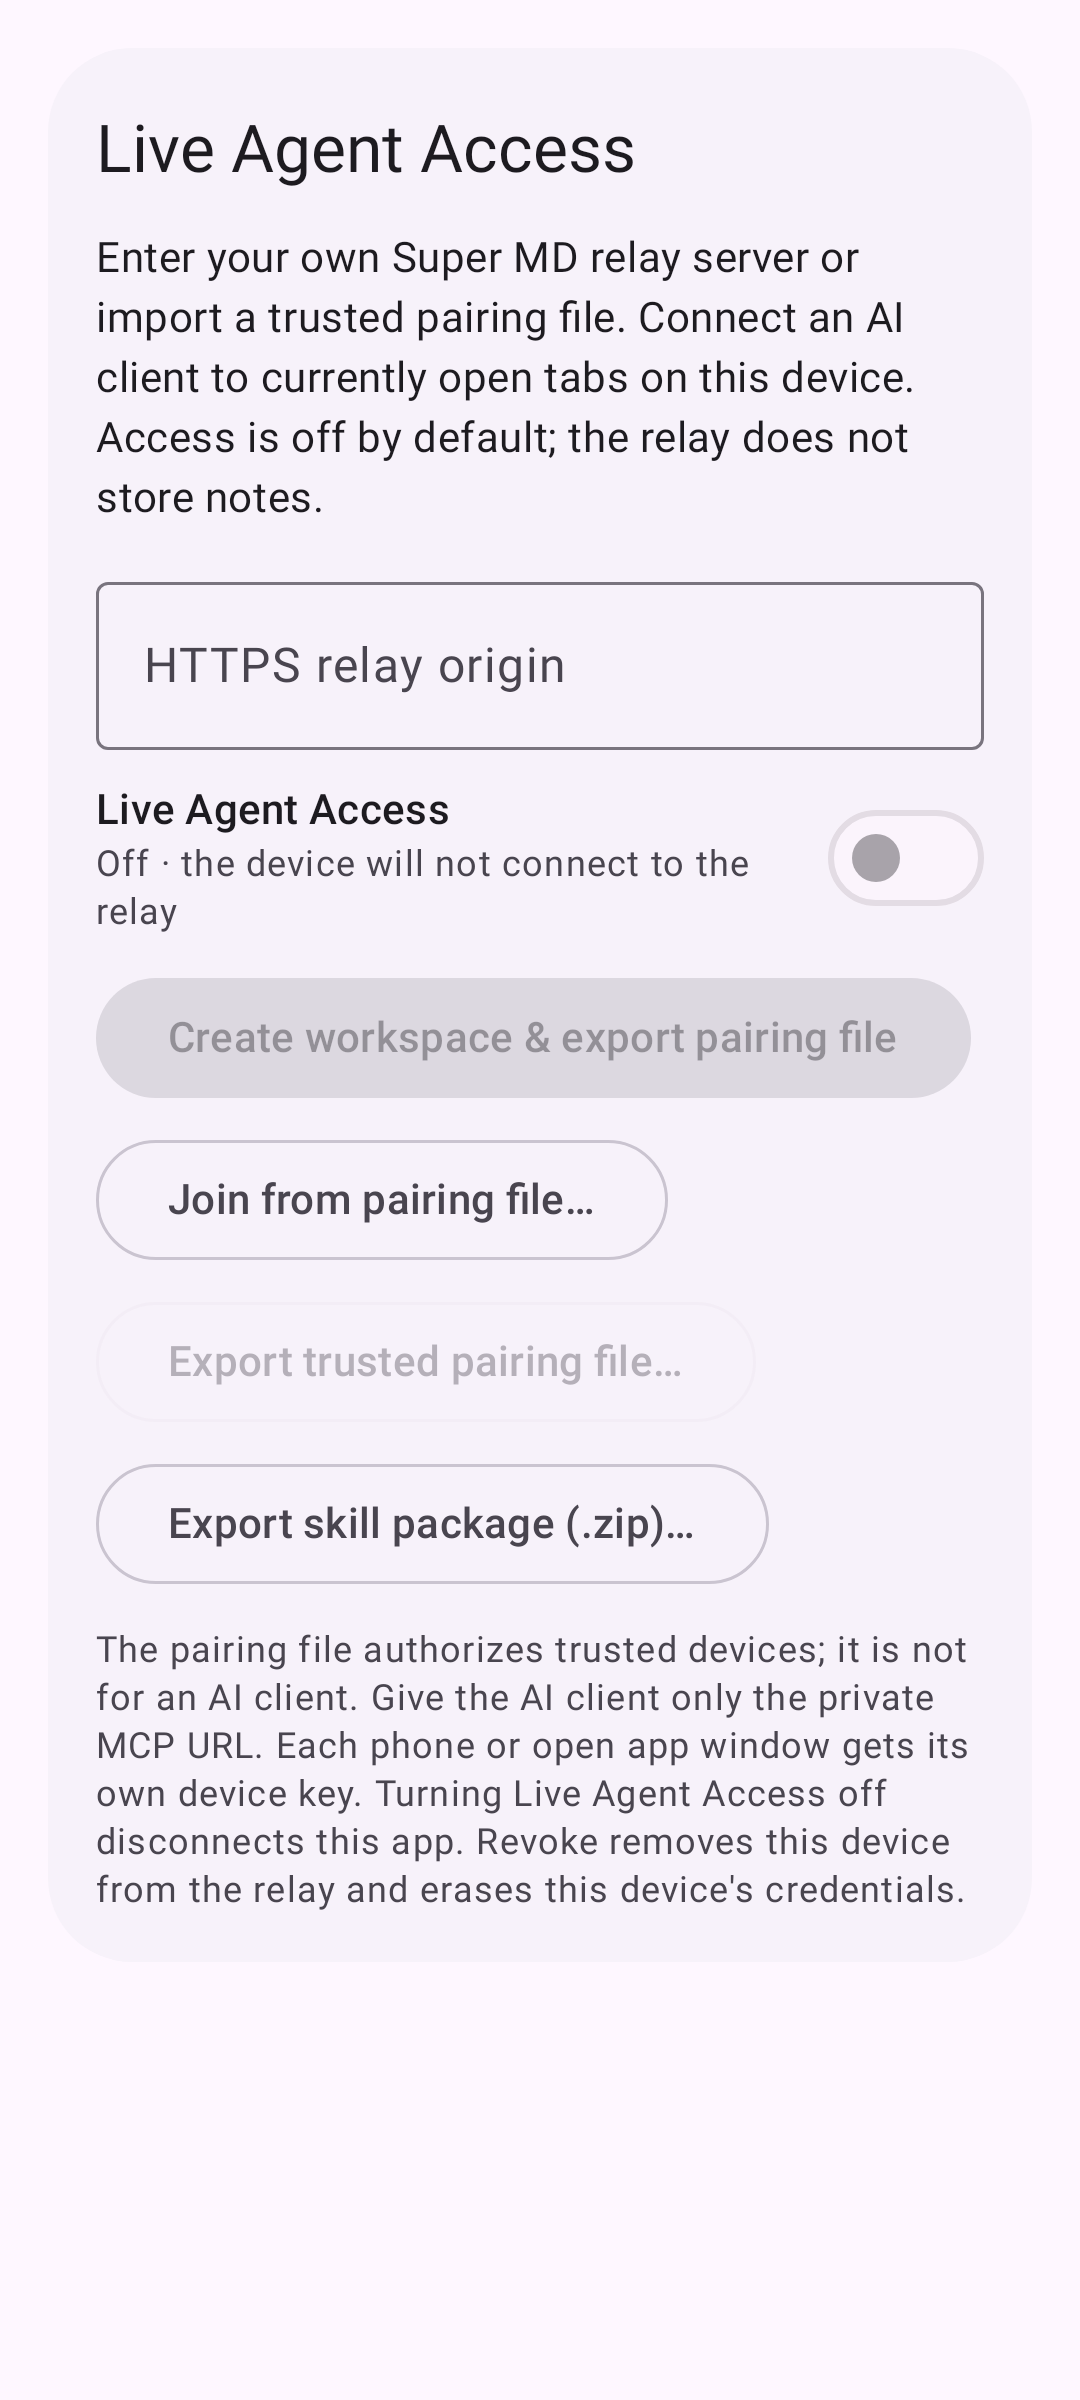 Live Agent Access
Enter your own Super MD relay server or
import a trusted pairing file. Connect an AI
client to currently open tabs on this device.
Access is off by default; the relay does not
store notes.
HTTPS relay origin
Live Agent Access
Off · the device will not connect to the
relay
Create workspace & export pairing file
Join from pairing file…
Export trusted pairing file…
Export skill package (.zip)…
The pairing file authorizes trusted devices; it is not
for an AI client. Give the AI client only the private
MCP URL. Each phone or open app window gets its
own device key. Turning Live Agent Access off
disconnects this app. Revoke removes this device
from the relay and erases this device's credentials.